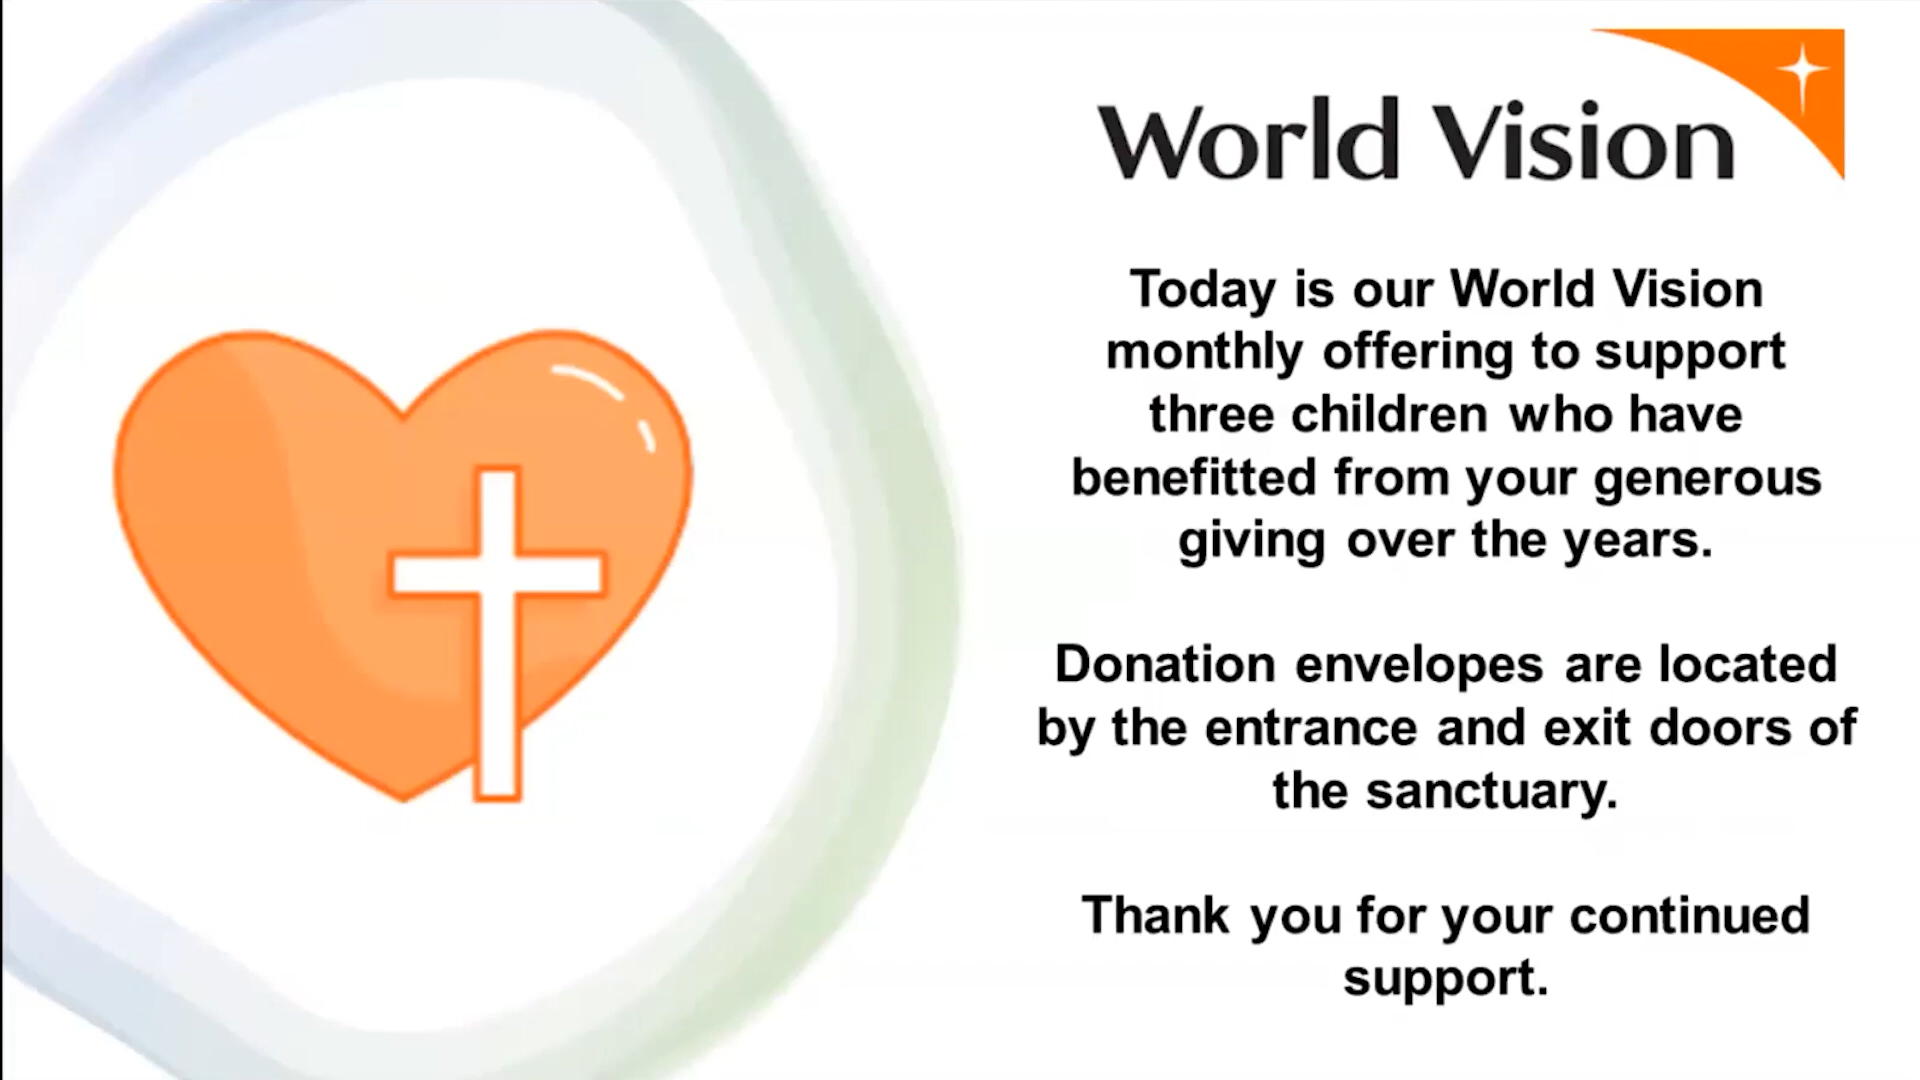 World Vision
Today is our World Vision
monthly offering to support
three children who have
benefitted from your generous
giving over the years.
Donation envelopes are located
by the entrance and exit doors of
the sanctuary.
Thank you for your continued
support.